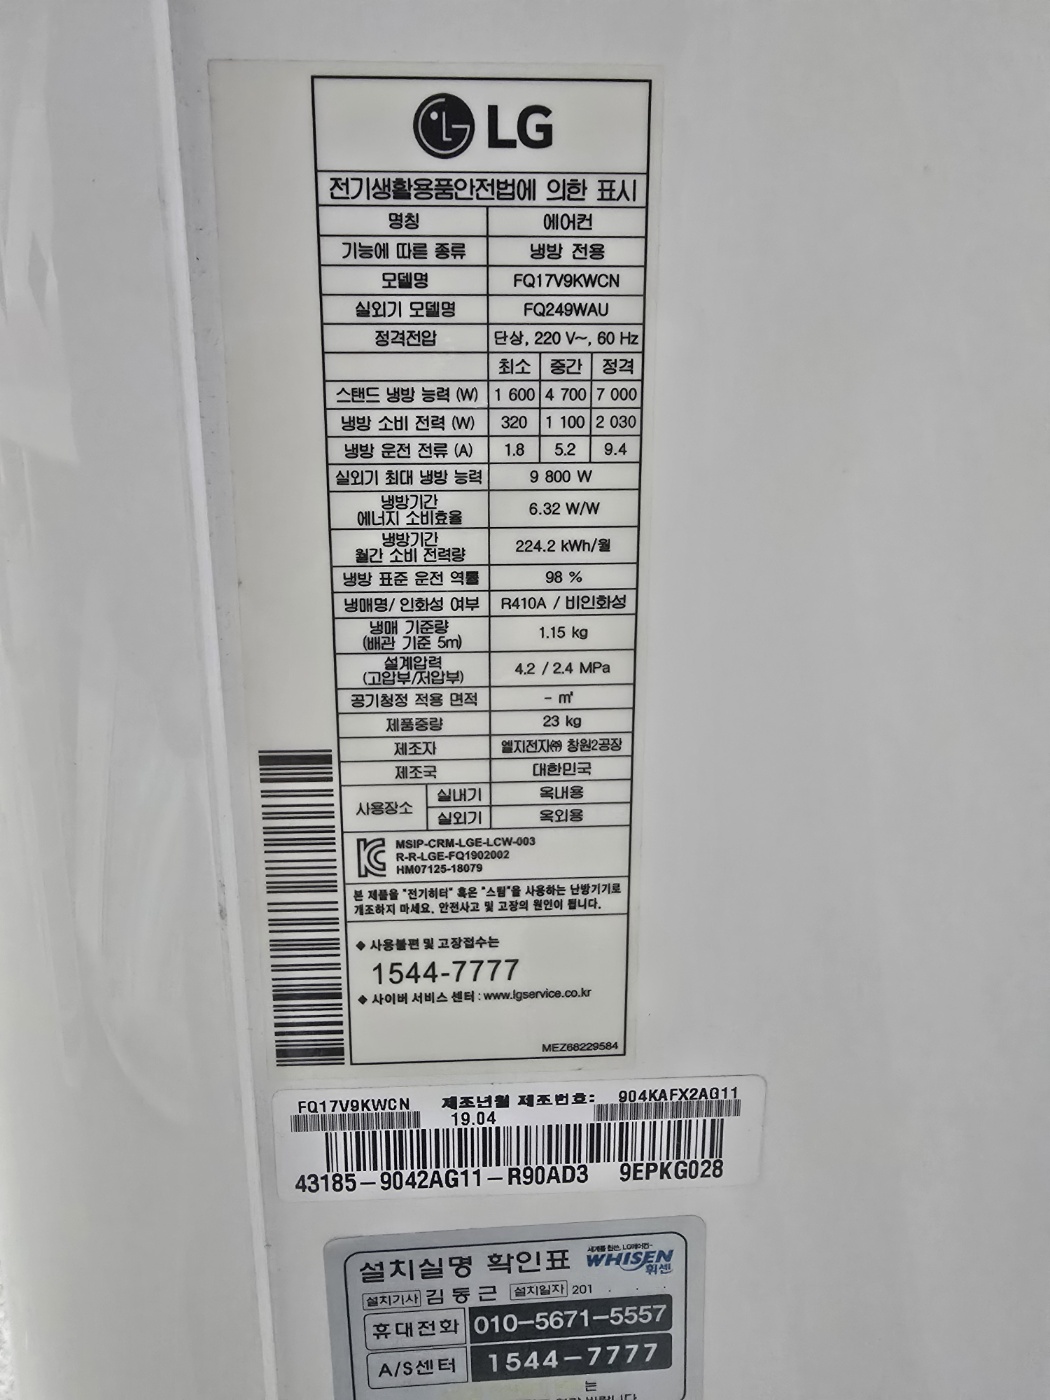 LG
전기생활용품안전법에 의한 표시
명칭 에어컨
기능에 따른 종류 냉방 전용
모델명 FQ17V9KWCN
실외기 모델명 FQ249WAU
정격전압 단상, 220 V~, 60 Hz
최소 중간 정격
스탠드 냉방 능력 (W) 1 600 4 700 7 000
냉방 소비 전력 (W) 320 1 100 2 030
냉방 운전 전류 (A) 1.8 5.2 9.4
실외기 최대 냉방 능력 9 800 W
냉방기간
에너지 소비효율 6.32 W/W
냉방기간
월간 소비 전력량 224.2 kWh/월
냉방 표준 운전 역률 98 %
냉매명/ 인화성 여부 R410A / 비인화성
냉매 기준량
(배관 기준 5m) 1.15 kg
설계압력
(고압부/저압부) 4.2 / 2.4 MPa
공기청정 적용 면적 - ㎡
제품중량 23 kg
제조자 엘지전자㈜ 창원2공장
제조국 대한민국
사용장소 실내기 옥내용
실외기 옥외용
MSIP-CRM-LGE-LCW-003
R-R-LGE-FQ1902002
HM07125-18079
본 제품을 "전기히터" 혹은 "스팀"을 사용하는 난방기기로
개조하지 마세요. 안전사고 및 고장의 원인이 됩니다.
◆ 사용불편 및 고장접수는
1544-7777
◆ 사이버 서비스 센터 : www.lgservice.co.kr
MEZ68229584
FQ17V9KWCN 제조년월 제조번호: 904KAFX2AG11
19.04
43185-9042AG11-R90AD3 9EPKG028
설치실명 확인표 WHISEN
휘센
설치기사 김동근 설치일자 201 . .
휴대전화 010-5671-5557
A/S센터 1544-7777
는